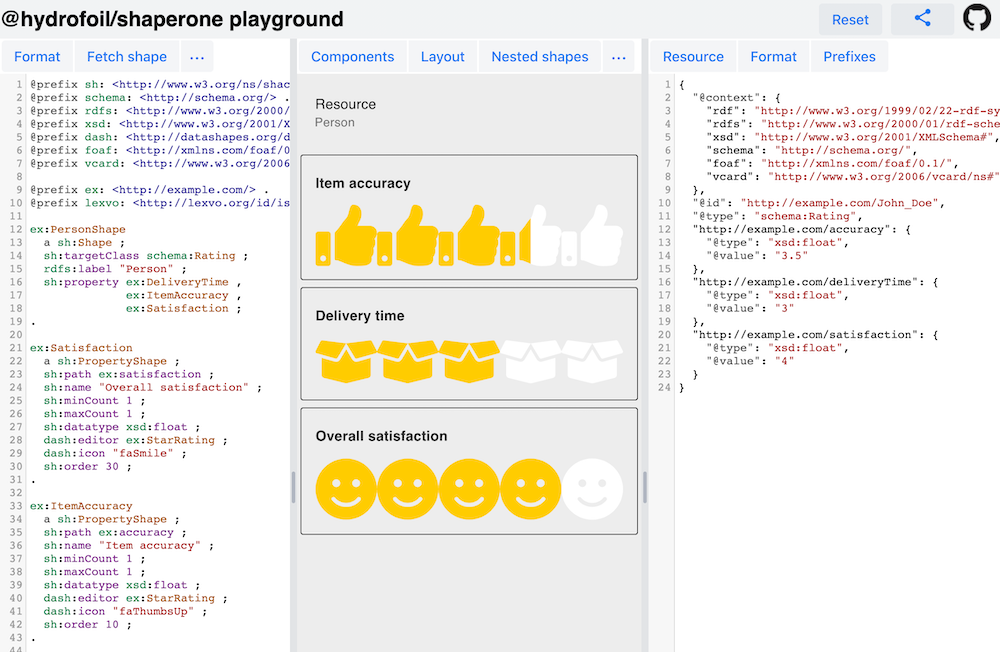 @hydrofoil/shaperone playground
Reset
Format Fetch shape ...
Components Layout Nested shapes ...
Resource Format Prefixes
1 @prefix sh: <http://www.w3.org/ns/shac
2 @prefix schema: <http://schema.org/> .
3 @prefix rdfs: <http://www.w3.org/2000/
4 @prefix xsd: <http://www.w3.org/2001/X
5 @prefix dash: <http://datashapes.org/d
6 @prefix foaf: <http://xmlns.com/foaf/0
7 @prefix vcard: <http://www.w3.org/2006
8
9 @prefix ex: <http://example.com/> .
10 @prefix lexvo: <http://lexvo.org/id/is
11
12 ex:PersonShape
13 a sh:Shape ;
14 sh:targetClass schema:Rating ;
15 rdfs:label "Person" ;
16 sh:property ex:DeliveryTime ,
17 ex:ItemAccuracy ,
18 ex:Satisfaction ;
19 .
20
21 ex:Satisfaction
22 a sh:PropertyShape ;
23 sh:path ex:satisfaction ;
24 sh:name "Overall satisfaction" ;
25 sh:minCount 1 ;
26 sh:maxCount 1 ;
27 sh:datatype xsd:float ;
28 dash:editor ex:StarRating ;
29 dash:icon "faSmile" ;
30 sh:order 30 ;
31 .
32
33 ex:ItemAccuracy
34 a sh:PropertyShape ;
35 sh:path ex:accuracy ;
36 sh:name "Item accuracy" ;
37 sh:minCount 1 ;
38 sh:maxCount 1 ;
39 sh:datatype xsd:float ;
40 dash:editor ex:StarRating ;
41 dash:icon "faThumbsUp" ;
42 sh:order 10 ;
43 .
44
Resource
Person
Item accuracy
Delivery time
Overall satisfaction
1 {
2 "@context": {
3 "rdf": "http://www.w3.org/1999/02/22-rdf-sy
4 "rdfs": "http://www.w3.org/2000/01/rdf-sche
5 "xsd": "http://www.w3.org/2001/XMLSchema#",
6 "schema": "http://schema.org/",
7 "foaf": "http://xmlns.com/foaf/0.1/",
8 "vcard": "http://www.w3.org/2006/vcard/ns#"
9 },
10 "@id": "http://example.com/John_Doe",
11 "@type": "schema:Rating",
12 "http://example.com/accuracy": {
13 "@type": "xsd:float",
14 "@value": "3.5"
15 },
16 "http://example.com/deliveryTime": {
17 "@type": "xsd:float",
18 "@value": "3"
19 },
20 "http://example.com/satisfaction": {
21 "@type": "xsd:float",
22 "@value": "4"
23 }
24 }